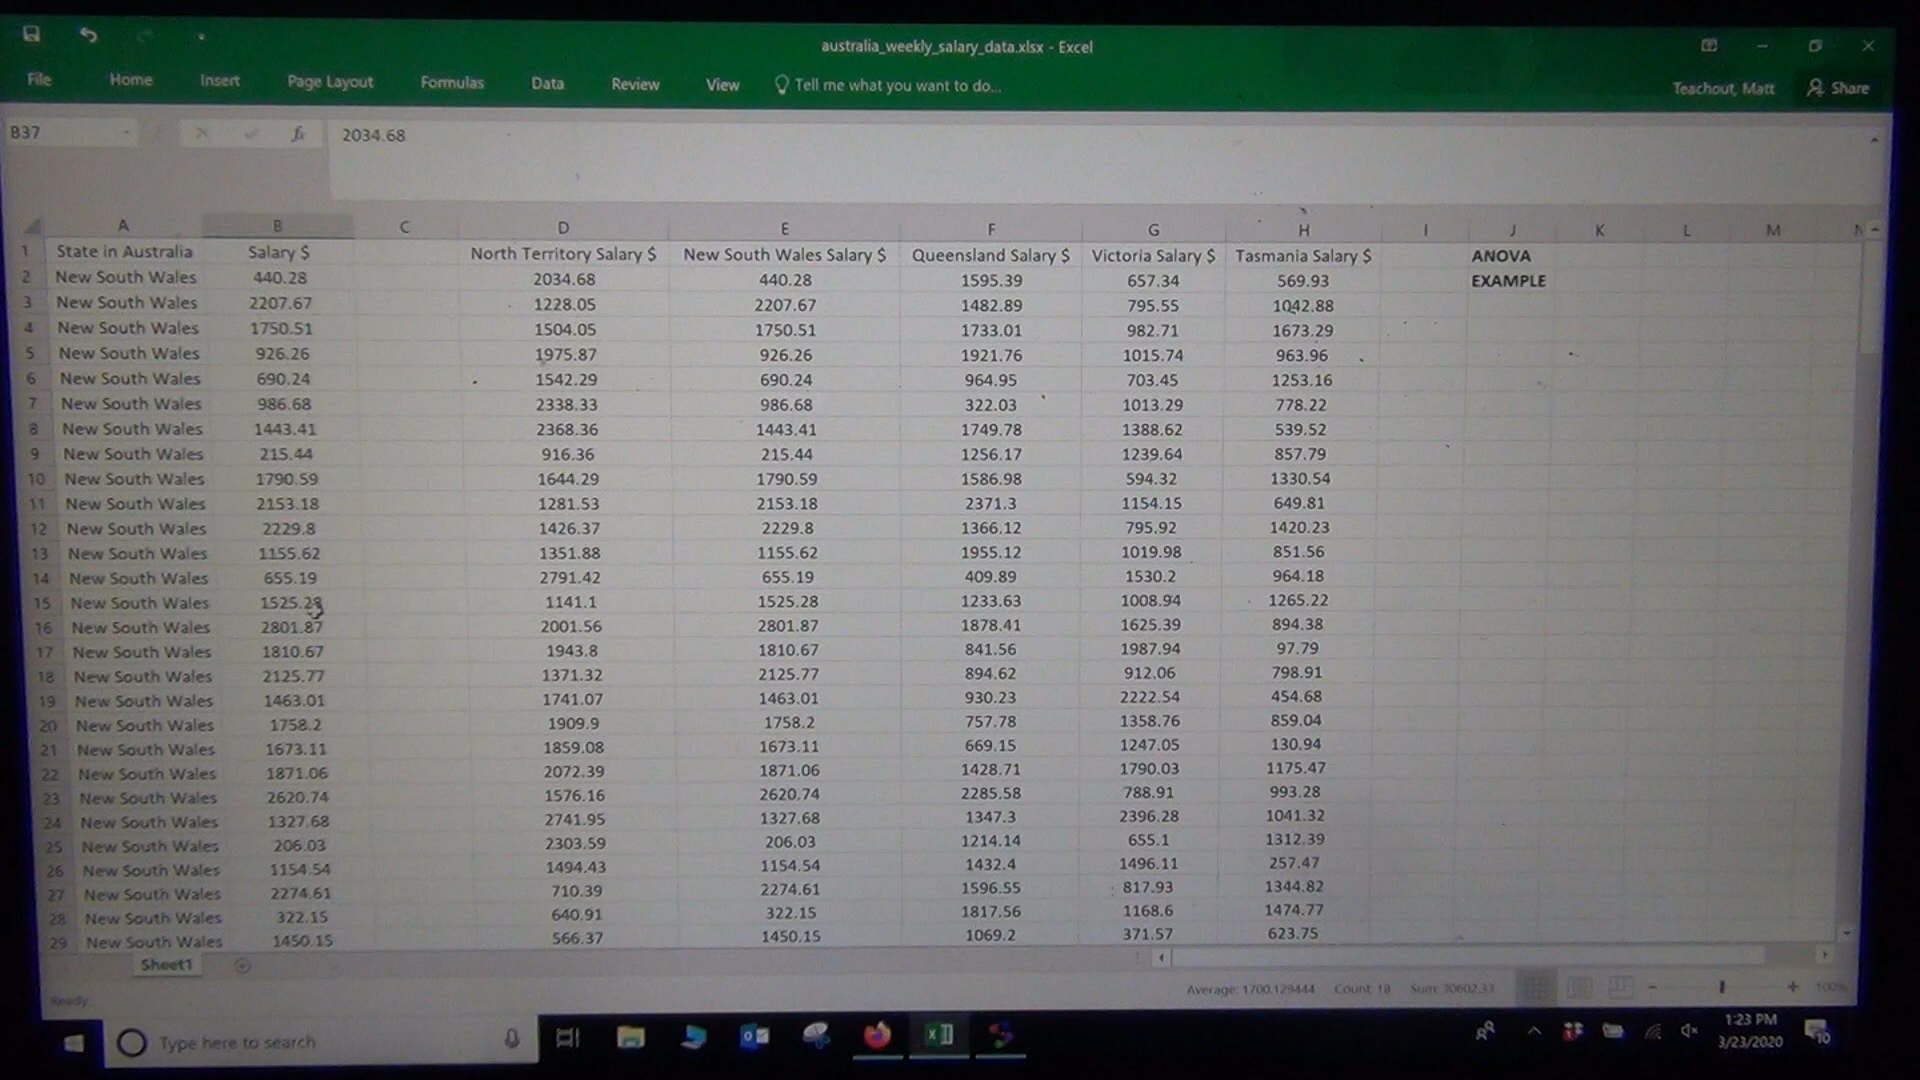 australia_weekly_salary_data.xlsx - Excel
File Home Insert Page Layout Formulas Data Review View Tell me what you want to do... Teachout, Matt Share
B37 fx 2034.68
A B C D E F G H I J K L M N
1 State in Australia Salary $ North Territory Salary $ New South Wales Salary $ Queensland Salary $ Victoria Salary $ Tasmania Salary $ ANOVA
2 New South Wales 440.28 2034.68 440.28 1595.39 657.34 569.93 EXAMPLE
3 New South Wales 2207.67 1228.05 2207.67 1482.89 795.55 1042.88
4 New South Wales 1750.51 1504.05 1750.51 1733.01 982.71 1673.29
5 New South Wales 926.26 1975.87 926.26 1921.76 1015.74 963.96
6 New South Wales 690.24 1542.29 690.24 964.95 703.45 1253.16
7 New South Wales 986.68 2338.33 986.68 322.03 1013.29 778.22
8 New South Wales 1443.41 2368.36 1443.41 1749.78 1388.62 539.52
9 New South Wales 215.44 916.36 215.44 1256.17 1239.64 857.79
10 New South Wales 1790.59 1644.29 1790.59 1586.98 594.32 1330.54
11 New South Wales 2153.18 1281.53 2153.18 2371.3 1154.15 649.81
12 New South Wales 2229.8 1426.37 2229.8 1366.12 795.92 1420.23
13 New South Wales 1155.62 1351.88 1155.62 1955.12 1019.98 851.56
14 New South Wales 655.19 2791.42 655.19 409.89 1530.2 964.18
15 New South Wales 1525.28 1141.1 1525.28 1233.63 1008.94 1265.22
16 New South Wales 2801.87 2001.56 2801.87 1878.41 1625.39 894.38
17 New South Wales 1810.67 1943.8 1810.67 841.56 1987.94 97.79
18 New South Wales 2125.77 1371.32 2125.77 894.62 912.06 798.91
19 New South Wales 1463.01 1741.07 1463.01 930.23 2222.54 454.68
20 New South Wales 1758.2 1909.9 1758.2 757.78 1358.76 859.04
21 New South Wales 1673.11 1859.08 1673.11 669.15 1247.05 130.94
22 New South Wales 1871.06 2072.39 1871.06 1428.71 1790.03 1175.47
23 New South Wales 2620.74 1576.16 2620.74 2285.58 788.91 993.28
24 New South Wales 1327.68 2741.95 1327.68 1347.3 2396.28 1041.32
25 New South Wales 206.03 2303.59 206.03 1214.14 655.1 1312.39
26 New South Wales 1154.54 1494.43 1154.54 1432.4 1496.11 257.47
27 New South Wales 2274.61 710.39 2274.61 1596.55 817.93 1344.82
28 New South Wales 322.15 640.91 322.15 1817.56 1168.6 1474.77
29 New South Wales 1450.15 566.37 1450.15 1069.2 371.57 623.75
Sheet1
Ready Average: 1700.129444 Count: 18 Sum: 30602.33 100%
Type here to search 1:23 PM
3/23/2020 10